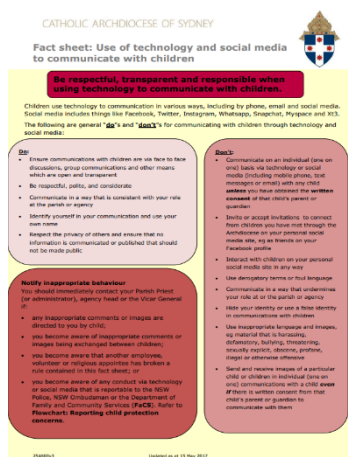 CATHOLIC ARCHDIOCESE OF SYDNEY
Fact sheet: Use of technology and social media
to communicate with children
Be respectful, transparent and responsible when
using technology to communicate with children.
Children use technology to communication in various ways, including by phone, email and social media.
Social media includes things like Facebook, Twitter, Instagram, Whatsapp, Snapchat, Myspace and Xt3.
The following are general "do's and "don't's" for communicating with children through technology and
social media:
Do:
• Ensure communications with children are via face to face
discussions, group communications and other means
which are open and transparent
• Be respectful, polite, and considerate
• Communicate in a way that is consistent with your role
at the parish or agency
• Identify yourself in your communication and use your
own name
• Respect the privacy of others and ensure that no
information is communicated or published that should
not be made public
Notify inappropriate behaviour
You should immediately contact your Parish Priest
(or administrator), agency head or the Vicar General
if:
• any inappropriate comments or images are
directed to you by child;
• you become aware of inappropriate comments or
images being exchanged between children;
• you become aware that another employee,
volunteer or religious appointee has broken a
rule contained in this fact sheet; or
• you become aware of any conduct via technology
or social media that is reportable to the NSW
Police, NSW Ombudsman or the Department of
Family and Community Services (FaCS). Refer to
Flowchart: Reporting child protection
concerns.
Don't:
• Communicate on an individual (one on
one) basis via technology or social
media (including mobile phone, text
messages or email) with any child
unless you have obtained the written
consent of that child's parent or
guardian
• Invite or accept invitations to connect
from children you have met through the
Archdiocese on your personal social
media site, eg as friends on your
Facebook profile
• Interact with children on your personal
social media site in any way
• Use derogatory terms or foul language
• Communicate in a way that undermines
your role at the parish or agency
• Hide your identity or use a false identity
in communications with children
• Use inappropriate language and images,
eg material that is harassing,
defamatory, bullying, threatening,
sexually explicit, obscene, profane,
illegal or otherwise offensive
• Send and receive images of a particular
child or children in individual (one on
one) communications with a child even
if there is written consent from that
child's parent or guardian to
communicate with them
Updated as at 15 May 2017